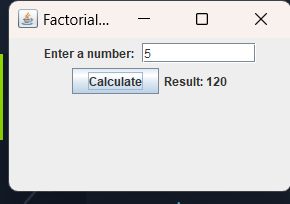 Factorial...
Enter a number: 5
Calculate Result: 120